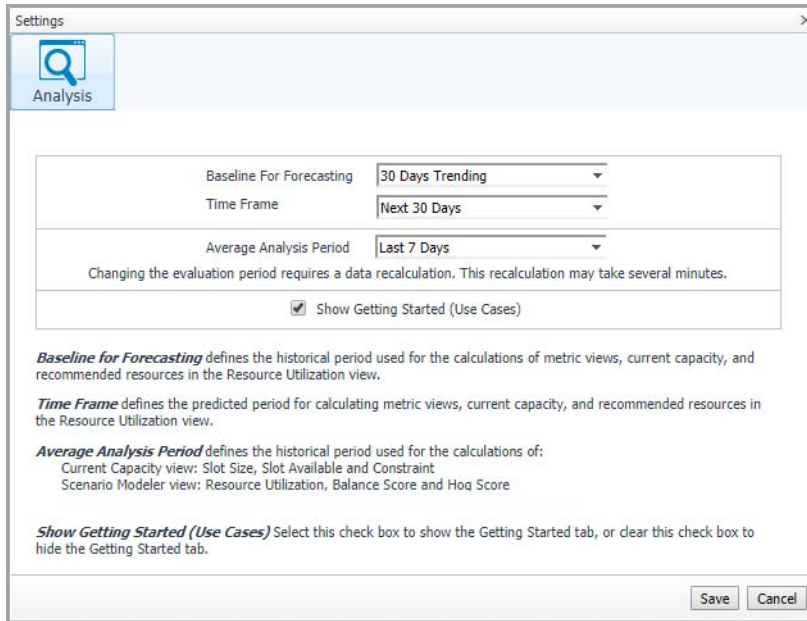 Settings
Analysis
Baseline For Forecasting 30 Days Trending
Time Frame Next 30 Days
Average Analysis Period Last 7 Days
Changing the evaluation period requires a data recalculation. This recalculation may take several minutes.
Show Getting Started (Use Cases)
Baseline for Forecasting defines the historical period used for the calculations of metric views, current capacity, and
recommended resources in the Resource Utilization view.
Time Frame defines the predicted period for calculating metric views, current capacity, and recommended resources in
the Resource Utilization view.
Average Analysis Period defines the historical period used for the calculations of:
Current Capacity view: Slot Size, Slot Available and Constraint
Scenario Modeler view: Resource Utilization, Balance Score and Hog Score
Show Getting Started (Use Cases) Select this check box to show the Getting Started tab, or clear this check box to
hide the Getting Started tab.
Save Cancel